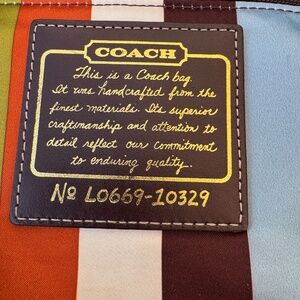 COACH
This is a Coach bag.
It was handcrafted from the
finest materials. Its superior
craftmanship and attention to
detail reflect our commitment
to enduring quality.
Nº L0669-10329